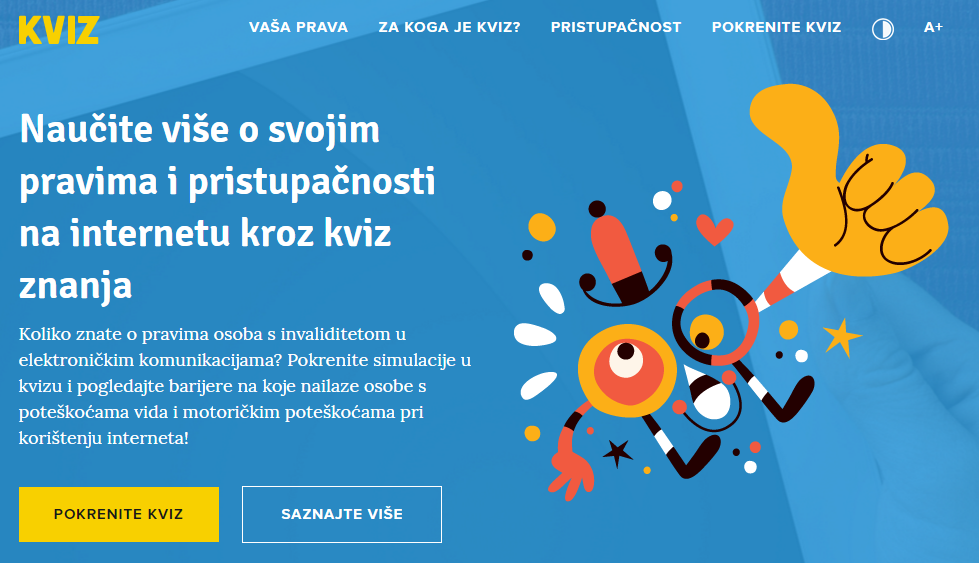 KVIZ
VAŠA PRAVA
ZA KOGA JE KVIZ?
PRISTUPAČNOST
POKRENITE KVIZ
A+
Naučite više o svojim
pravima i pristupačnosti
na internetu kroz kviz
znanja
Koliko znate o pravima osoba s invaliditetom u
elektroničkim komunikacijama? Pokrenite simulacije u
kvizu i pogledajte barijere na koje nailaze osobe s
poteškoćama vida i motoričkim poteškoćama pri
korištenju interneta!
POKRENITE KVIZ
SAZNAJTE VIŠE